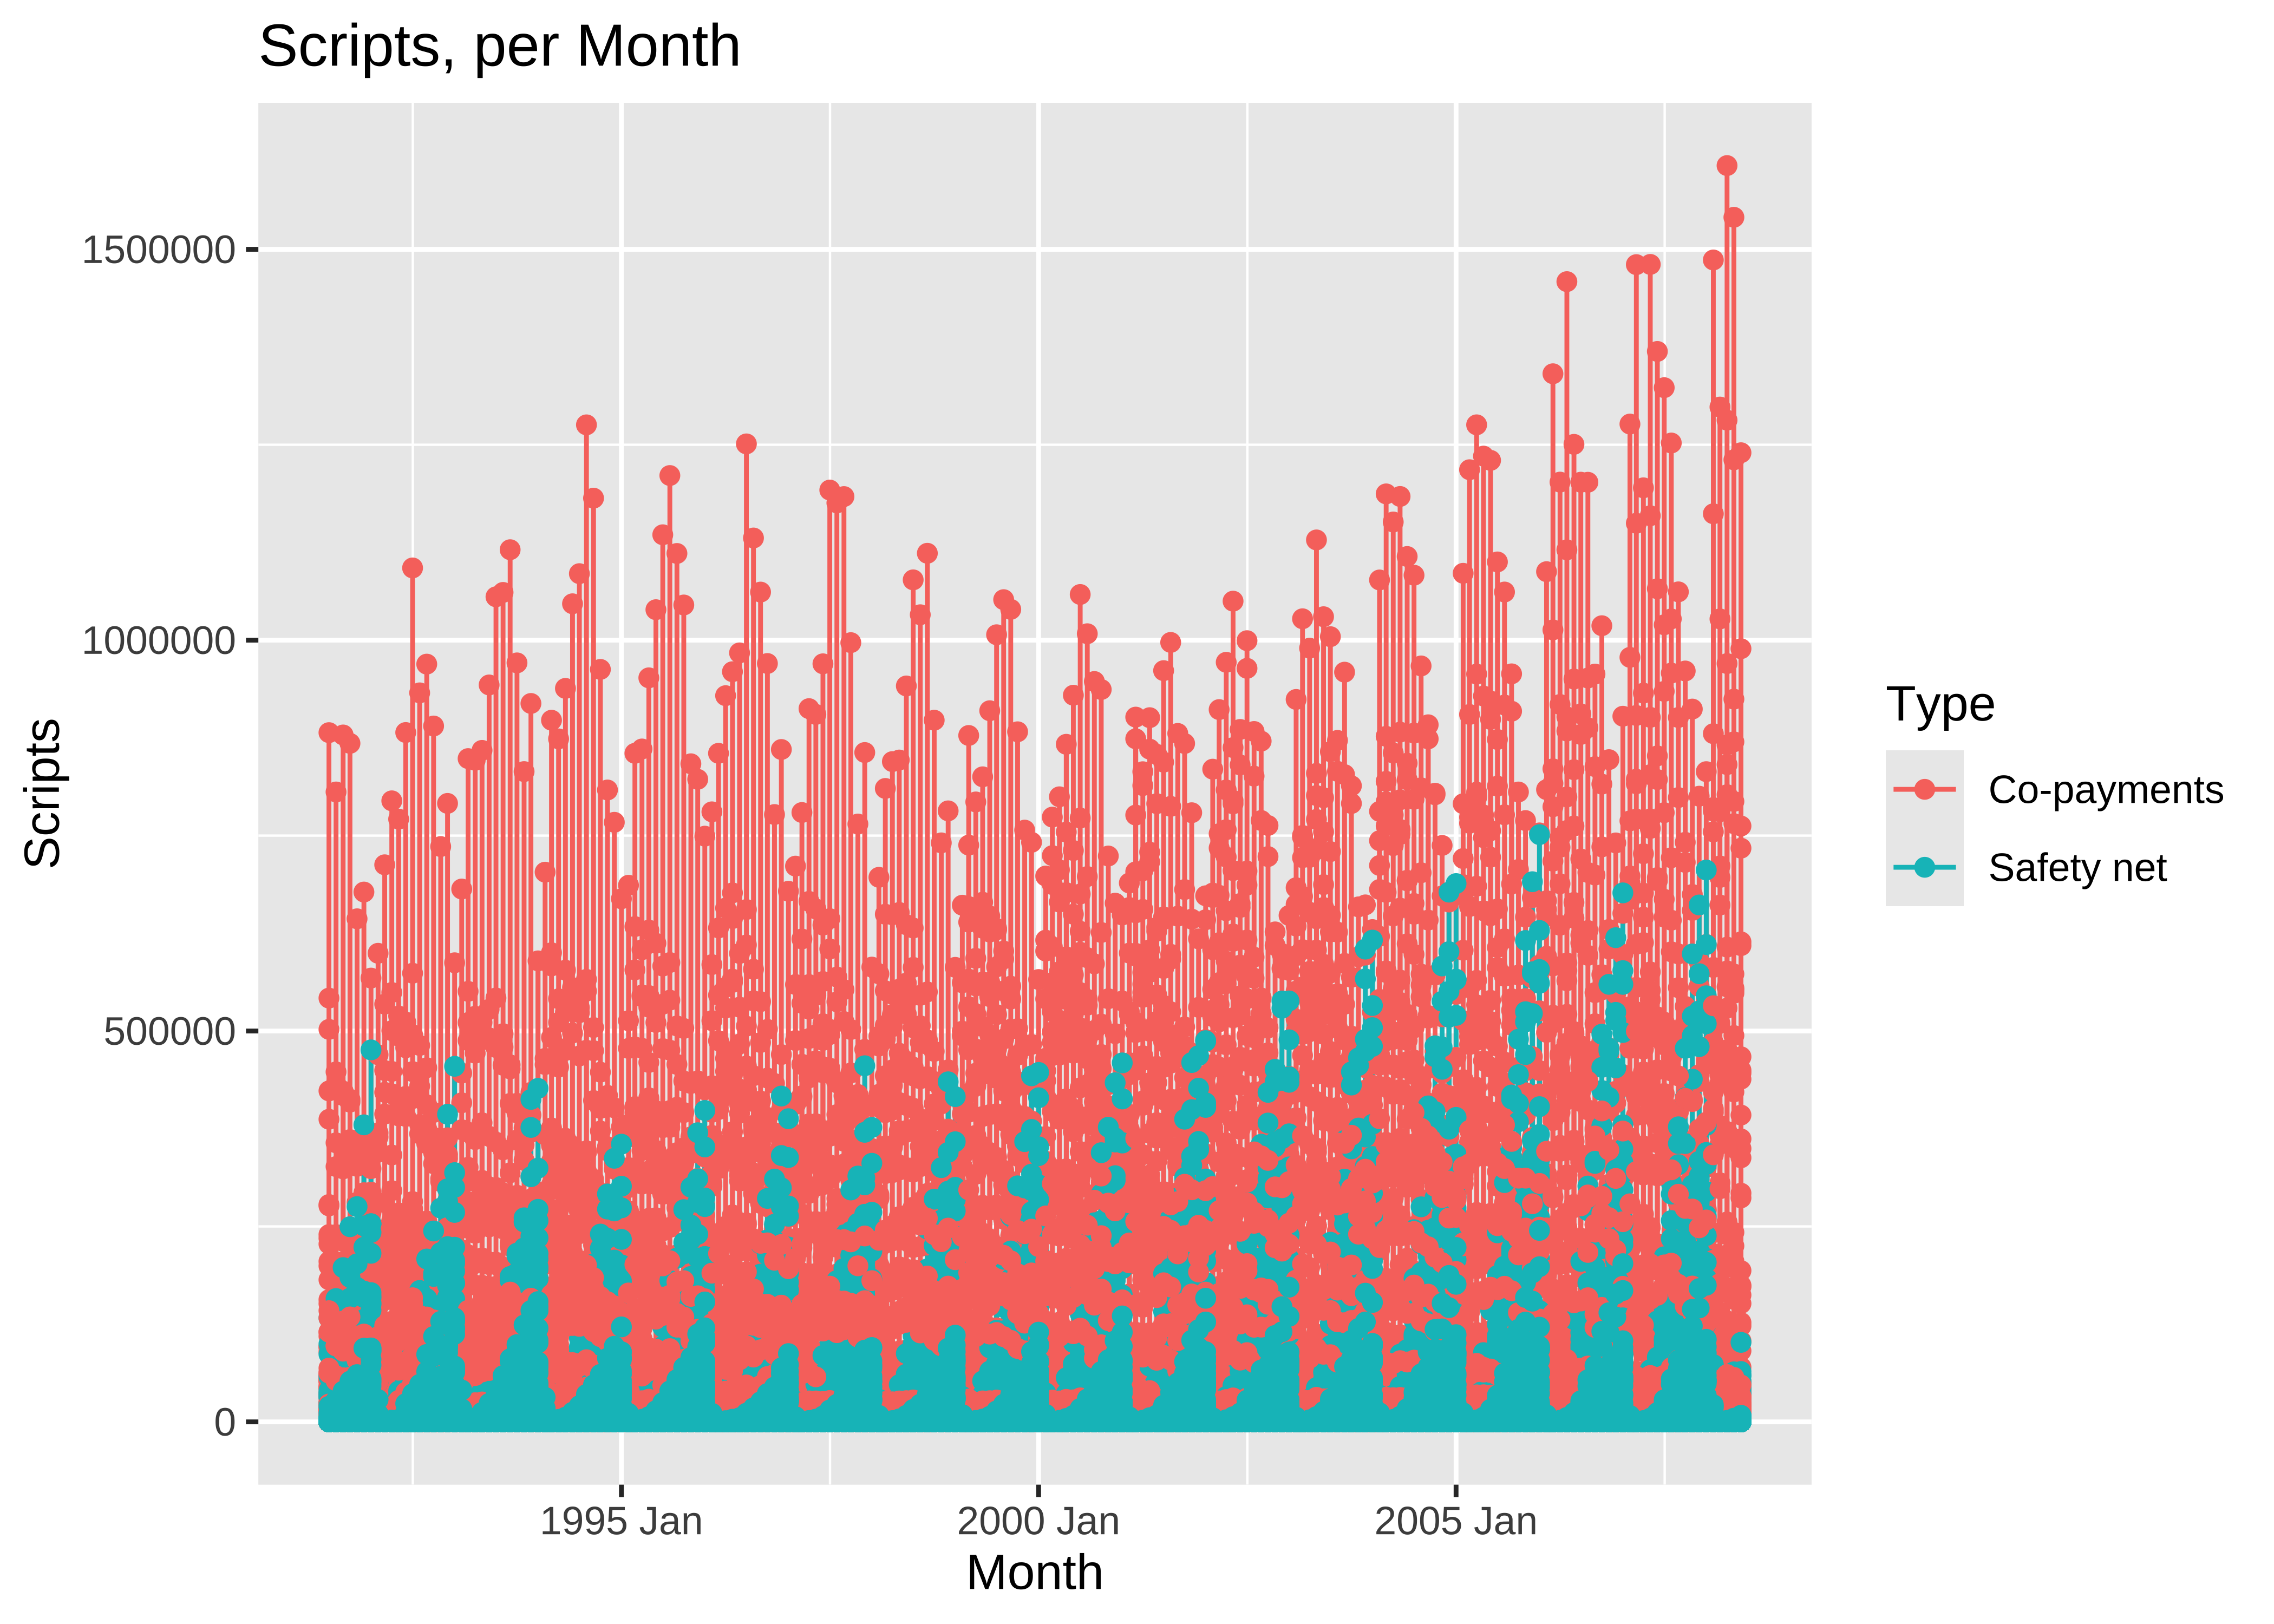 Scripts, per Month
1500000
1000000
500000
0
Scripts
1995 Jan
2000 Jan
2005 Jan
Month
Type
Co-payments
Safety net